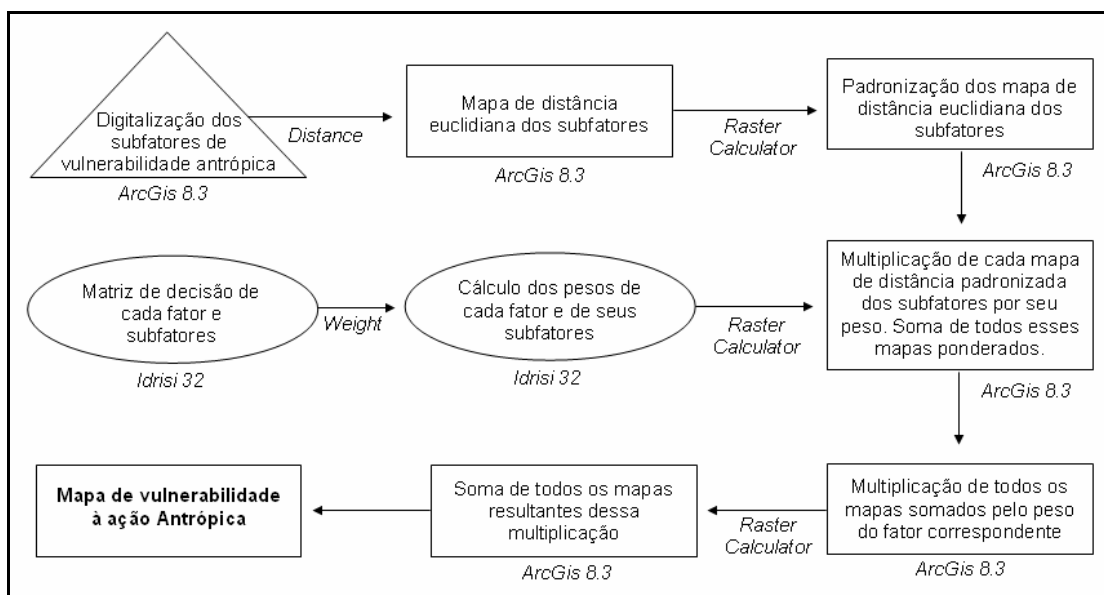 Digitalização dos
subfatores de
vulnerabilidade antrópica
ArcGis 8.3
Distance
Mapa de distância
euclidiana dos subfatores
ArcGis 8.3
Raster
Calculator
Padronização dos mapa de
distância euclidiana dos
subfatores
ArcGis 8.3
Matriz de decisão de
cada fator e
subfatores
Idrisi 32
Weight
Cálculo dos pesos de
cada fator e de seus
subfatores
Idrisi 32
Raster
Calculator
Multiplicação de cada mapa
de distância padronizada
dos subfatores por seu
peso. Soma de todos esses
mapas ponderados.
ArcGis 8.3
Mapa de vulnerabilidade
à ação Antrópica
Soma de todos os mapas
resultantes dessa
multiplicação
ArcGis 8.3
Raster
Calculator
Multiplicação de todos os
mapas somados pelo peso
do fator correspondente
ArcGis 8.3